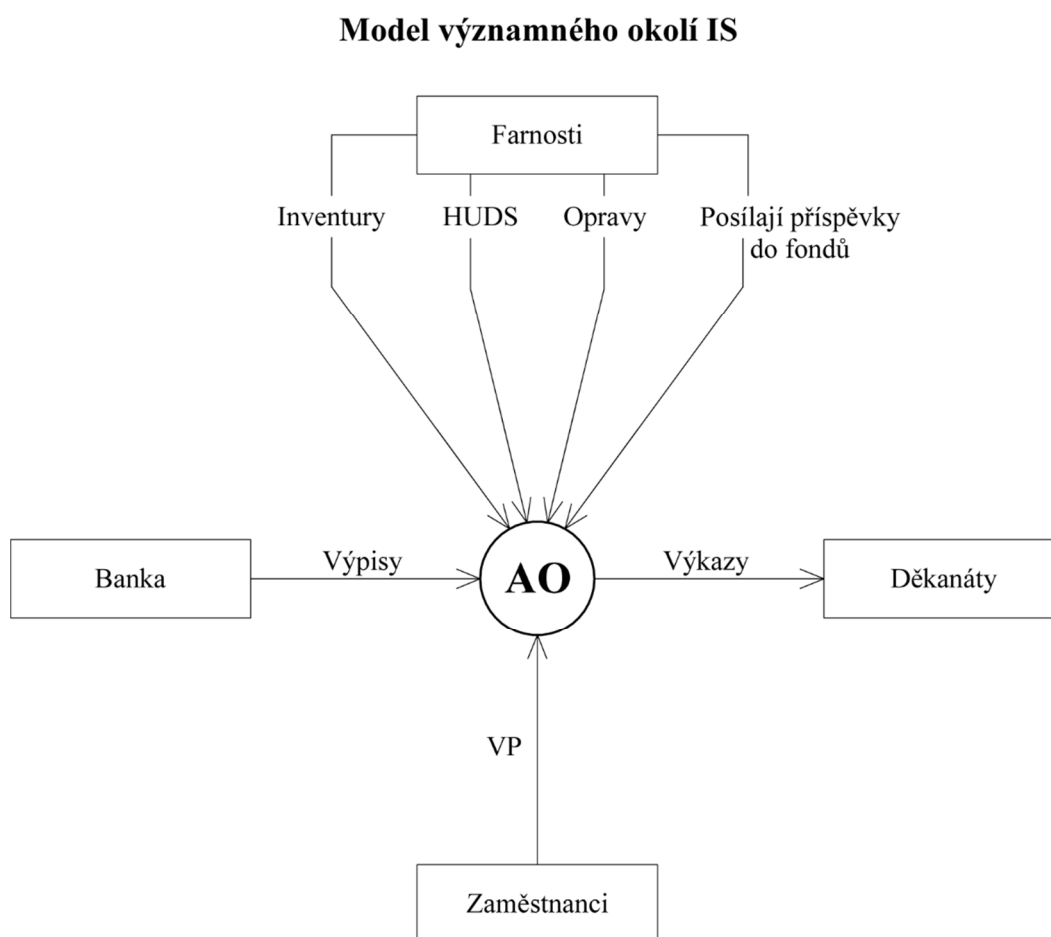 Model významného okolí IS
Farnosti
Inventury
HUDS
Opravy
Posílají příspěvky
do fondů
Banka
Výpisy
AO
Výkazy
Děkanáty
VP
Zaměstnanci